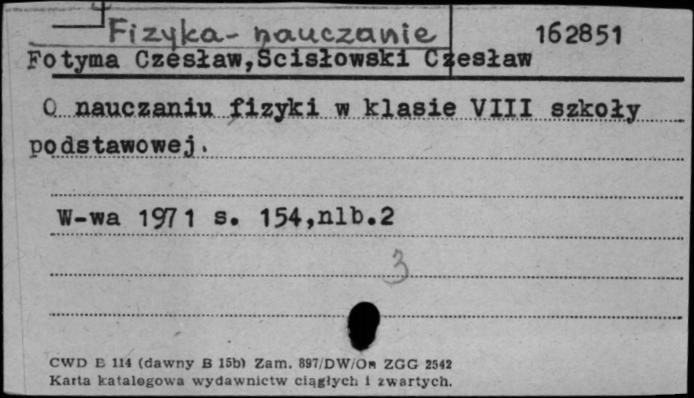 Fizyka - nauczanie 162851
Fotyma Czesław,Scisłowski Czesław
O nauczaniu fizyki w klasie VIII szkoły
podstawowej.
W-wa 1971 s. 154,nlb.2
3
CWD B 114 (dawny B 15b) Zam. 897/DW/On ZGG 2542
Karta katalogowa wydawnictw ciągłych i zwartych.